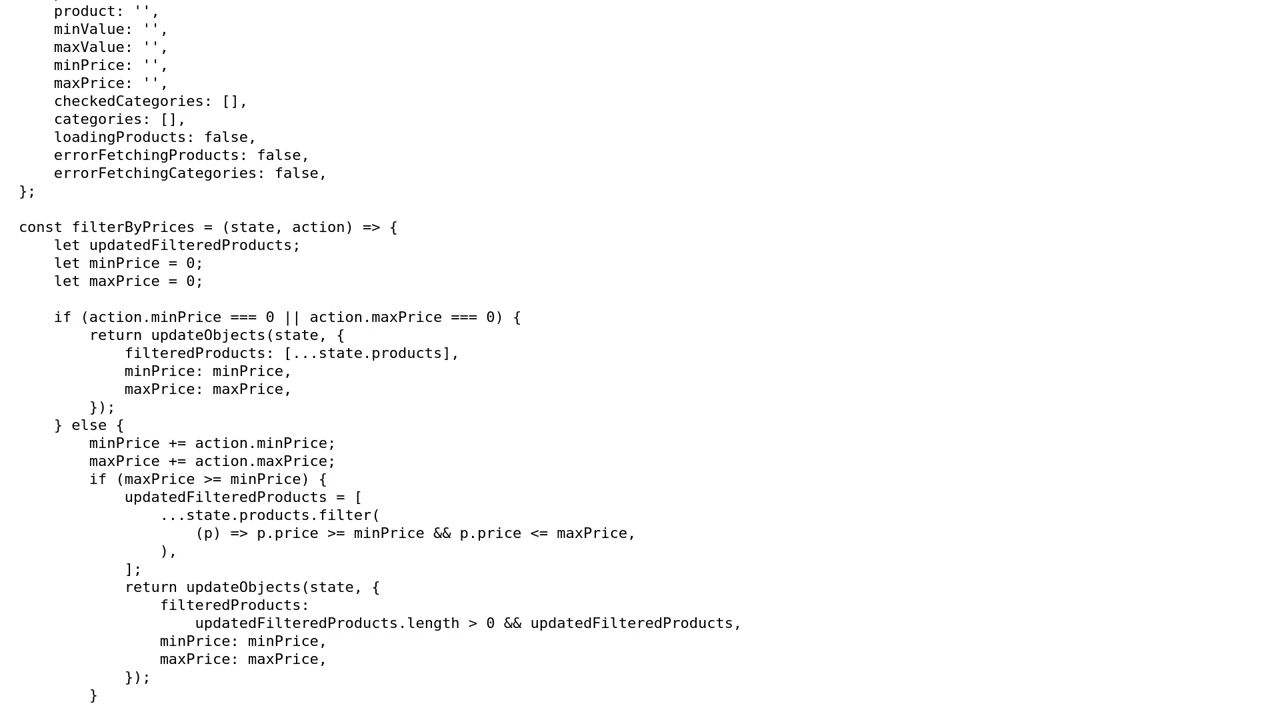 product: '',
minValue: '',
maxValue: '',
minPrice: '',
maxPrice: '',
checkedCategories: [],
categories: [],
loadingProducts: false,
errorFetchingProducts: false,
errorFetchingCategories: false,
};
const filterByPrices = (state, action) => {
let updatedFilteredProducts;
let minPrice = 0;
let maxPrice = 0;
if (action.minPrice === 0 || action.maxPrice === 0) {
return updateObjects(state, {
filteredProducts: [...state.products],
minPrice: minPrice,
maxPrice: maxPrice,
});
} else {
minPrice += action.minPrice;
maxPrice += action.maxPrice;
if (maxPrice >= minPrice) {
updatedFilteredProducts = [
...state.products.filter(
(p) => p.price >= minPrice && p.price <= maxPrice,
),
];
return updateObjects(state, {
filteredProducts:
updatedFilteredProducts.length > 0 && updatedFilteredProducts,
minPrice: minPrice,
maxPrice: maxPrice,
});
}